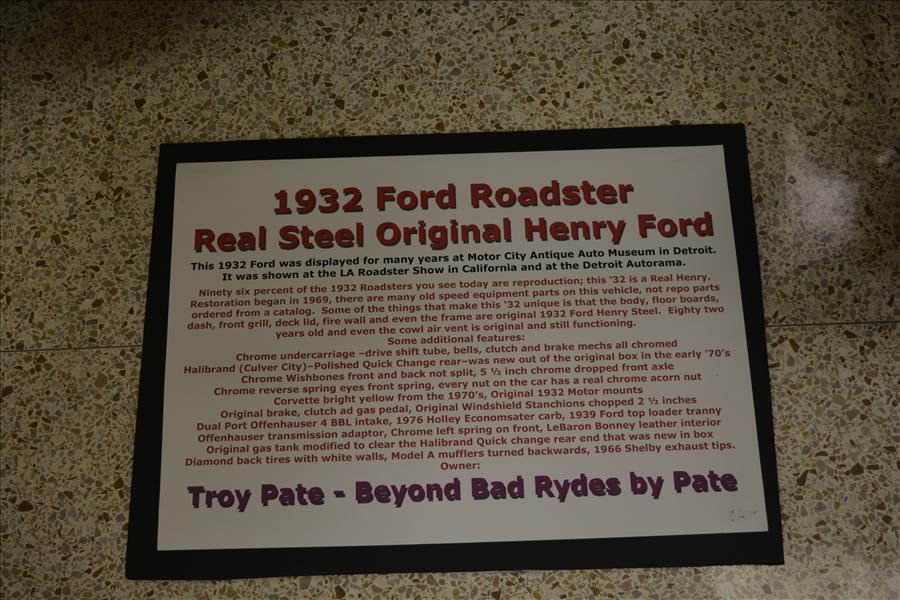 1932 Ford Roadster
Real Steel Original Henry Ford
This 1932 Ford was displayed for many years at Motor City Antique Auto Museum in Detroit.
It was shown at the LA Roadster Show in California and at the Detroit Autorama.
Ninety six percent of the 1932 Roadsters you see today are reproduction; this '32 is a Real Henry.
Restoration began in 1969, there are many old speed equipment parts on this vehicle, not repo parts
ordered from a catalog. Some of the things that make this '32 unique is that the body, floor boards,
dash, front grill, deck lid, fire wall and even the frame are original 1932 Ford Henry Steel. Eighty two
years old and even the cowl air vent is original and still functioning.
Some additional features:
Chrome undercarriage –drive shift tube, bells, clutch and brake mechs all chromed
Halibrand (Culver City)–Polished Quick Change rear–was new out of the original box in the early '70's
Chrome Wishbones front and back not split, 5 ½ inch chrome dropped front axle
Chrome reverse spring eyes front spring, every nut on the car has a real chrome acorn nut
Corvette bright yellow from the 1970's, Original 1932 Motor mounts
Original brake, clutch ad gas pedal, Original Windshield Stanchions chopped 2 ½ inches
Dual Port Offenhauser 4 BBL intake, 1976 Holley Economsater carb, 1939 Ford top loader tranny
Offenhauser transmission adaptor, Chrome left spring on front, LeBaron Bonney leather interior
Original gas tank modified to clear the Halibrand Quick change rear end that was new in box
Diamond back tires with white walls, Model A mufflers turned backwards, 1966 Shelby exhaust tips.
Owner:
Troy Pate - Beyond Bad Rydes by Pate